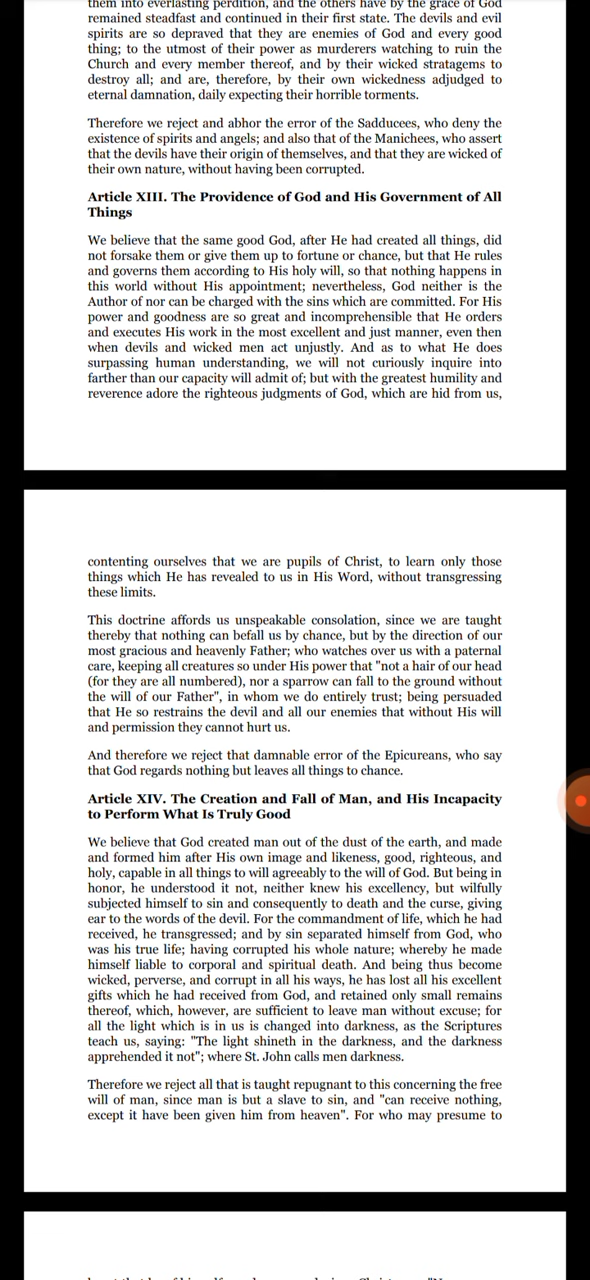 them into everlasting perdition, and the others have by the grace of God
remained steadfast and continued in their first state. The devils and evil
spirits are so depraved that they are enemies of God and every good
thing; to the utmost of their power as murderers watching to ruin the
Church and every member thereof, and by their wicked stratagems to
destroy all; and are, therefore, by their own wickedness adjudged to
eternal damnation, daily expecting their horrible torments.
Therefore we reject and abhor the error of the Sadducees, who deny the
existence of spirits and angels; and also that of the Manichees, who assert
that the devils have their origin of themselves, and that they are wicked of
their own nature, without having been corrupted.
Article XIII. The Providence of God and His Government of All
Things
We believe that the same good God, after He had created all things, did
not forsake them or give them up to fortune or chance, but that He rules
and governs them according to His holy will, so that nothing happens in
this world without His appointment; nevertheless, God neither is the
Author of nor can be charged with the sins which are committed. For His
power and goodness are so great and incomprehensible that He orders
and executes His work in the most excellent and just manner, even then
when devils and wicked men act unjustly. And as to what He does
surpassing human understanding, we will not curiously inquire into
farther than our capacity will admit of; but with the greatest humility and
reverence adore the righteous judgments of God, which are hid from us,
contenting ourselves that we are pupils of Christ, to learn only those
things which He has revealed to us in His Word, without transgressing
these limits.
This doctrine affords us unspeakable consolation, since we are taught
thereby that nothing can befall us by chance, but by the direction of our
most gracious and heavenly Father; who watches over us with a paternal
care, keeping all creatures so under His power that "not a hair of our head
(for they are all numbered), nor a sparrow can fall to the ground without
the will of our Father", in whom we do entirely trust; being persuaded
that He so restrains the devil and all our enemies that without His will
and permission they cannot hurt us.
And therefore we reject that damnable error of the Epicureans, who say
that God regards nothing but leaves all things to chance.
Article XIV. The Creation and Fall of Man, and His Incapacity
to Perform What Is Truly Good
We believe that God created man out of the dust of the earth, and made
and formed him after His own image and likeness, good, righteous, and
holy, capable in all things to will agreeably to the will of God. But being in
honor, he understood it not, neither knew his excellency, but wilfully
subjected himself to sin and consequently to death and the curse, giving
ear to the words of the devil. For the commandment of life, which he had
received, he transgressed; and by sin separated himself from God, who
was his true life; having corrupted his whole nature; whereby he made
himself liable to corporal and spiritual death. And being thus become
wicked, perverse, and corrupt in all his ways, he has lost all his excellent
gifts which he had received from God, and retained only small remains
thereof, which, however, are sufficient to leave man without excuse; for
all the light which is in us is changed into darkness, as the Scriptures
teach us, saying: "The light shineth in the darkness, and the darkness
apprehended it not"; where St. John calls men darkness.
Therefore we reject all that is taught repugnant to this concerning the free
will of man, since man is but a slave to sin, and "can receive nothing,
except it have been given him from heaven". For who may presume to